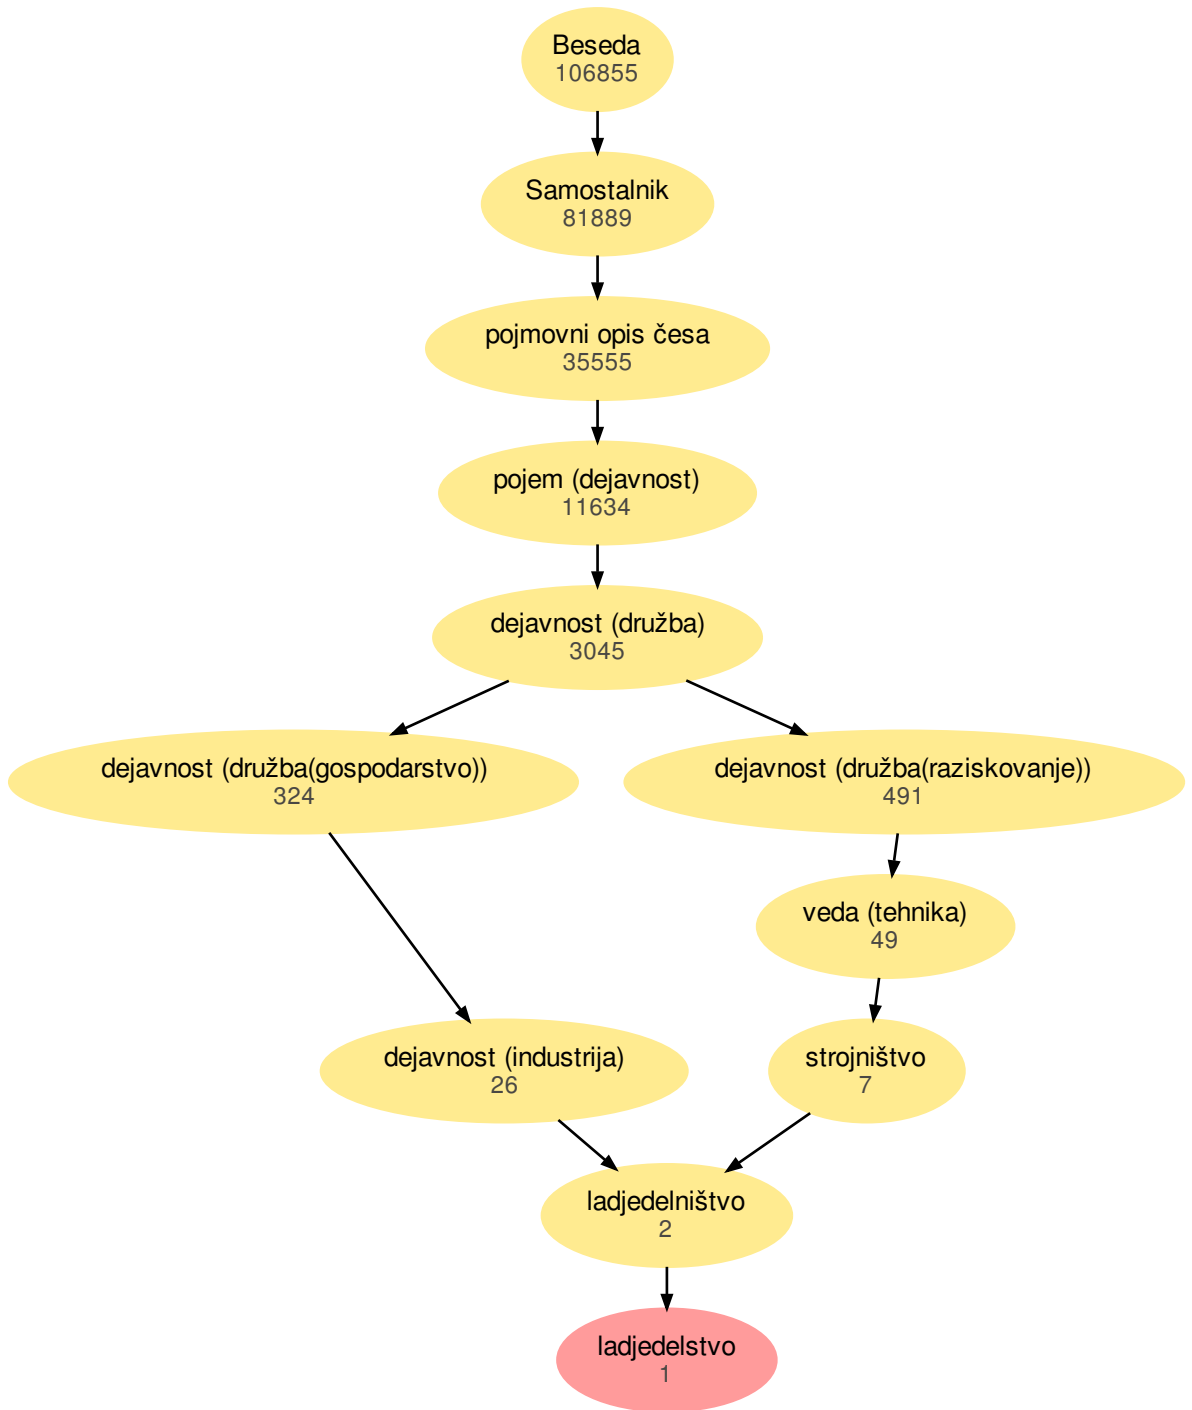 Beseda
106855
Samostalnik
81889
pojmovni opis česa
35555
pojem (dejavnost)
11634
dejavnost (družba)
3045
dejavnost (družba(gospodarstvo))
324
dejavnost (družba(raziskovanje))
491
veda (tehnika)
49
dejavnost (industrija)
26
strojništvo
7
ladjedelništvo
2
ladjedelstvo
1